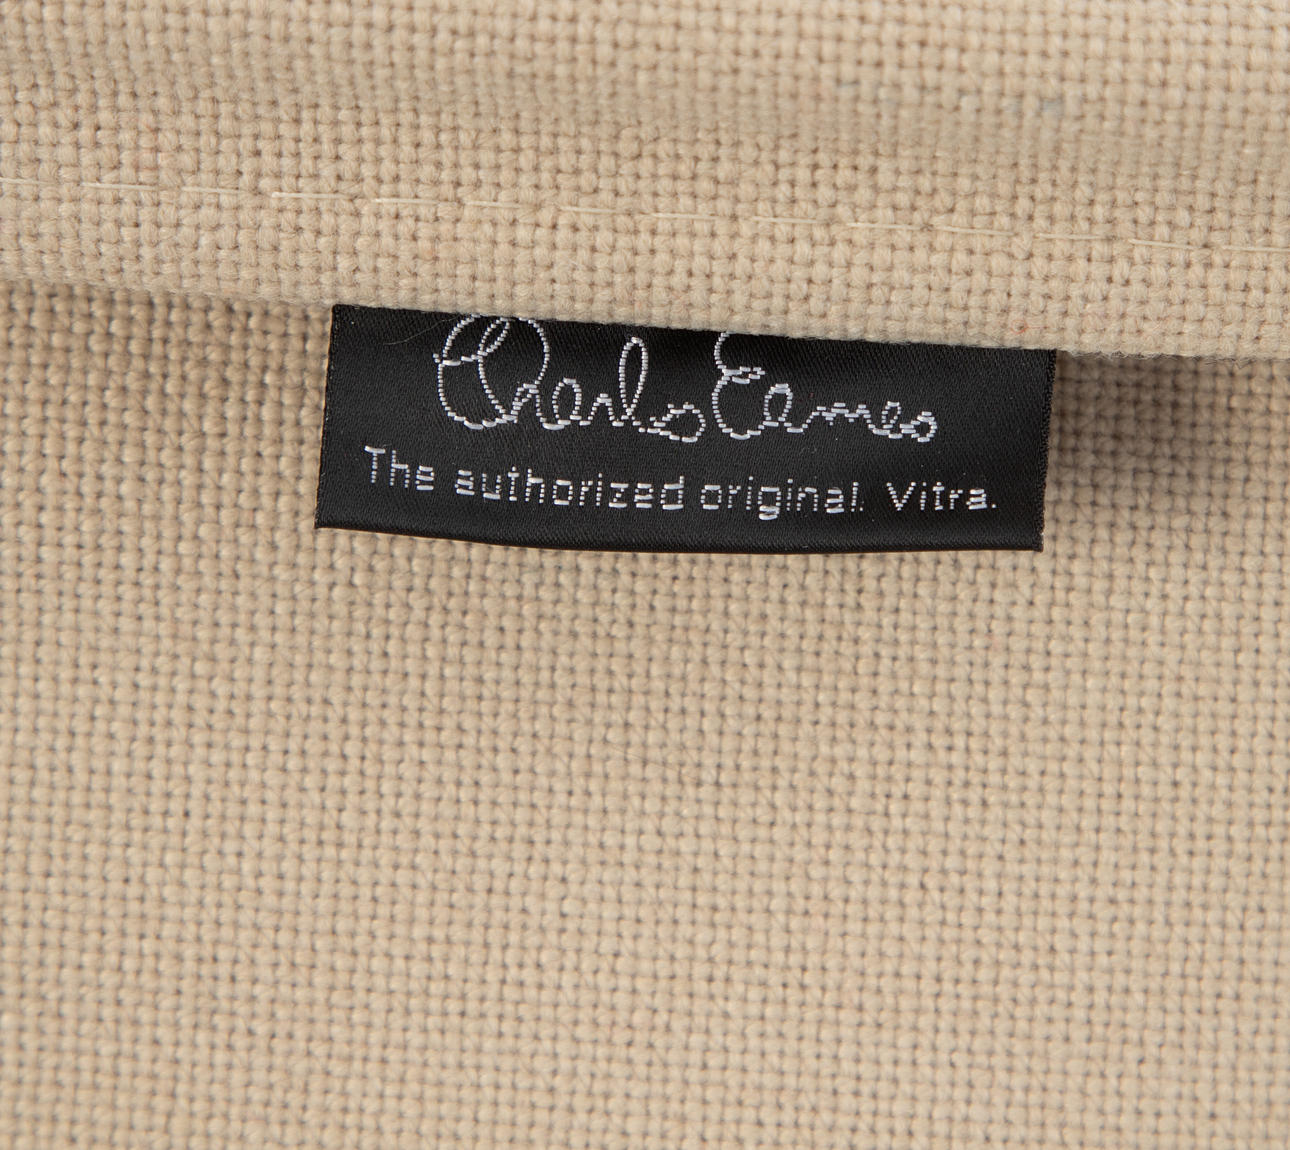 Charles Eames
The authorized original. Vitra.